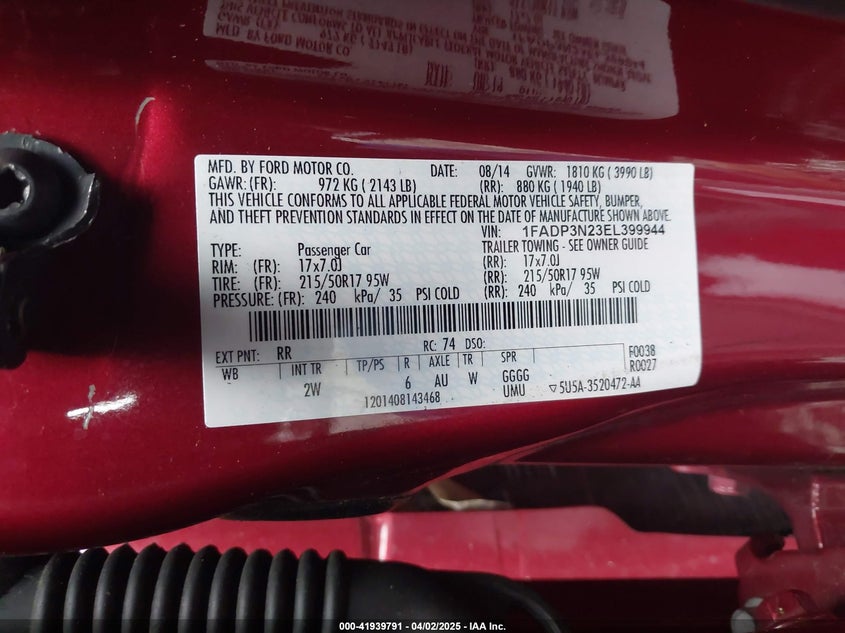 MFD. BY FORD MOTOR CO. DATE: 08/14 GVWR: 1810 KG ( 3990 LB)
GAWR:(FR): 972 KG ( 2143 LB) (RR): 880 KG ( 1940 LB)
THIS VEHICLE CONFORMS TO ALL APPLICABLE FEDERAL MOTOR VEHICLE SAFETY, BUMPER,
AND THEFT PREVENTION STANDARDS IN EFFECT ON THE DATE OF MANUFACTURE SHOWN ABOVE.
VIN: 1FADP3N23EL399944
TYPE: Passenger Car TRAILER TOWING - SEE OWNER GUIDE
RIM: (FR): 17x7.0J (RR): 17x7.0J
TIRE: (FR): 215/50R17 95W (RR): 215/50R17 95W
PRESSURE: (FR): 240 kPa/ 35 PSI COLD (RR): 240 kPa/ 35 PSI COLD
EXT PNT: RR RC: 74 DSO:
WB INT TR TP/PS R AXLE TR SPR F0038
2W 6 AU W GGGG R0027
1201408143468 UMU ▽5U5A-3520472-AA
000-41939791 - 04/02/2025 - IAA Inc.